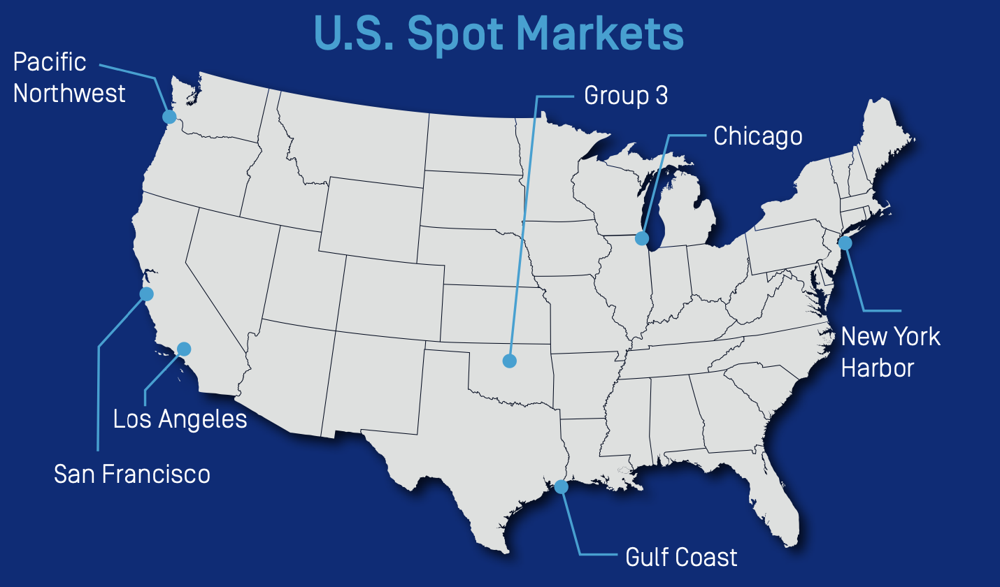 U.S. Spot Markets
Pacific
Northwest
Group 3
Chicago
New York
Harbor
Los Angeles
San Francisco
Gulf Coast